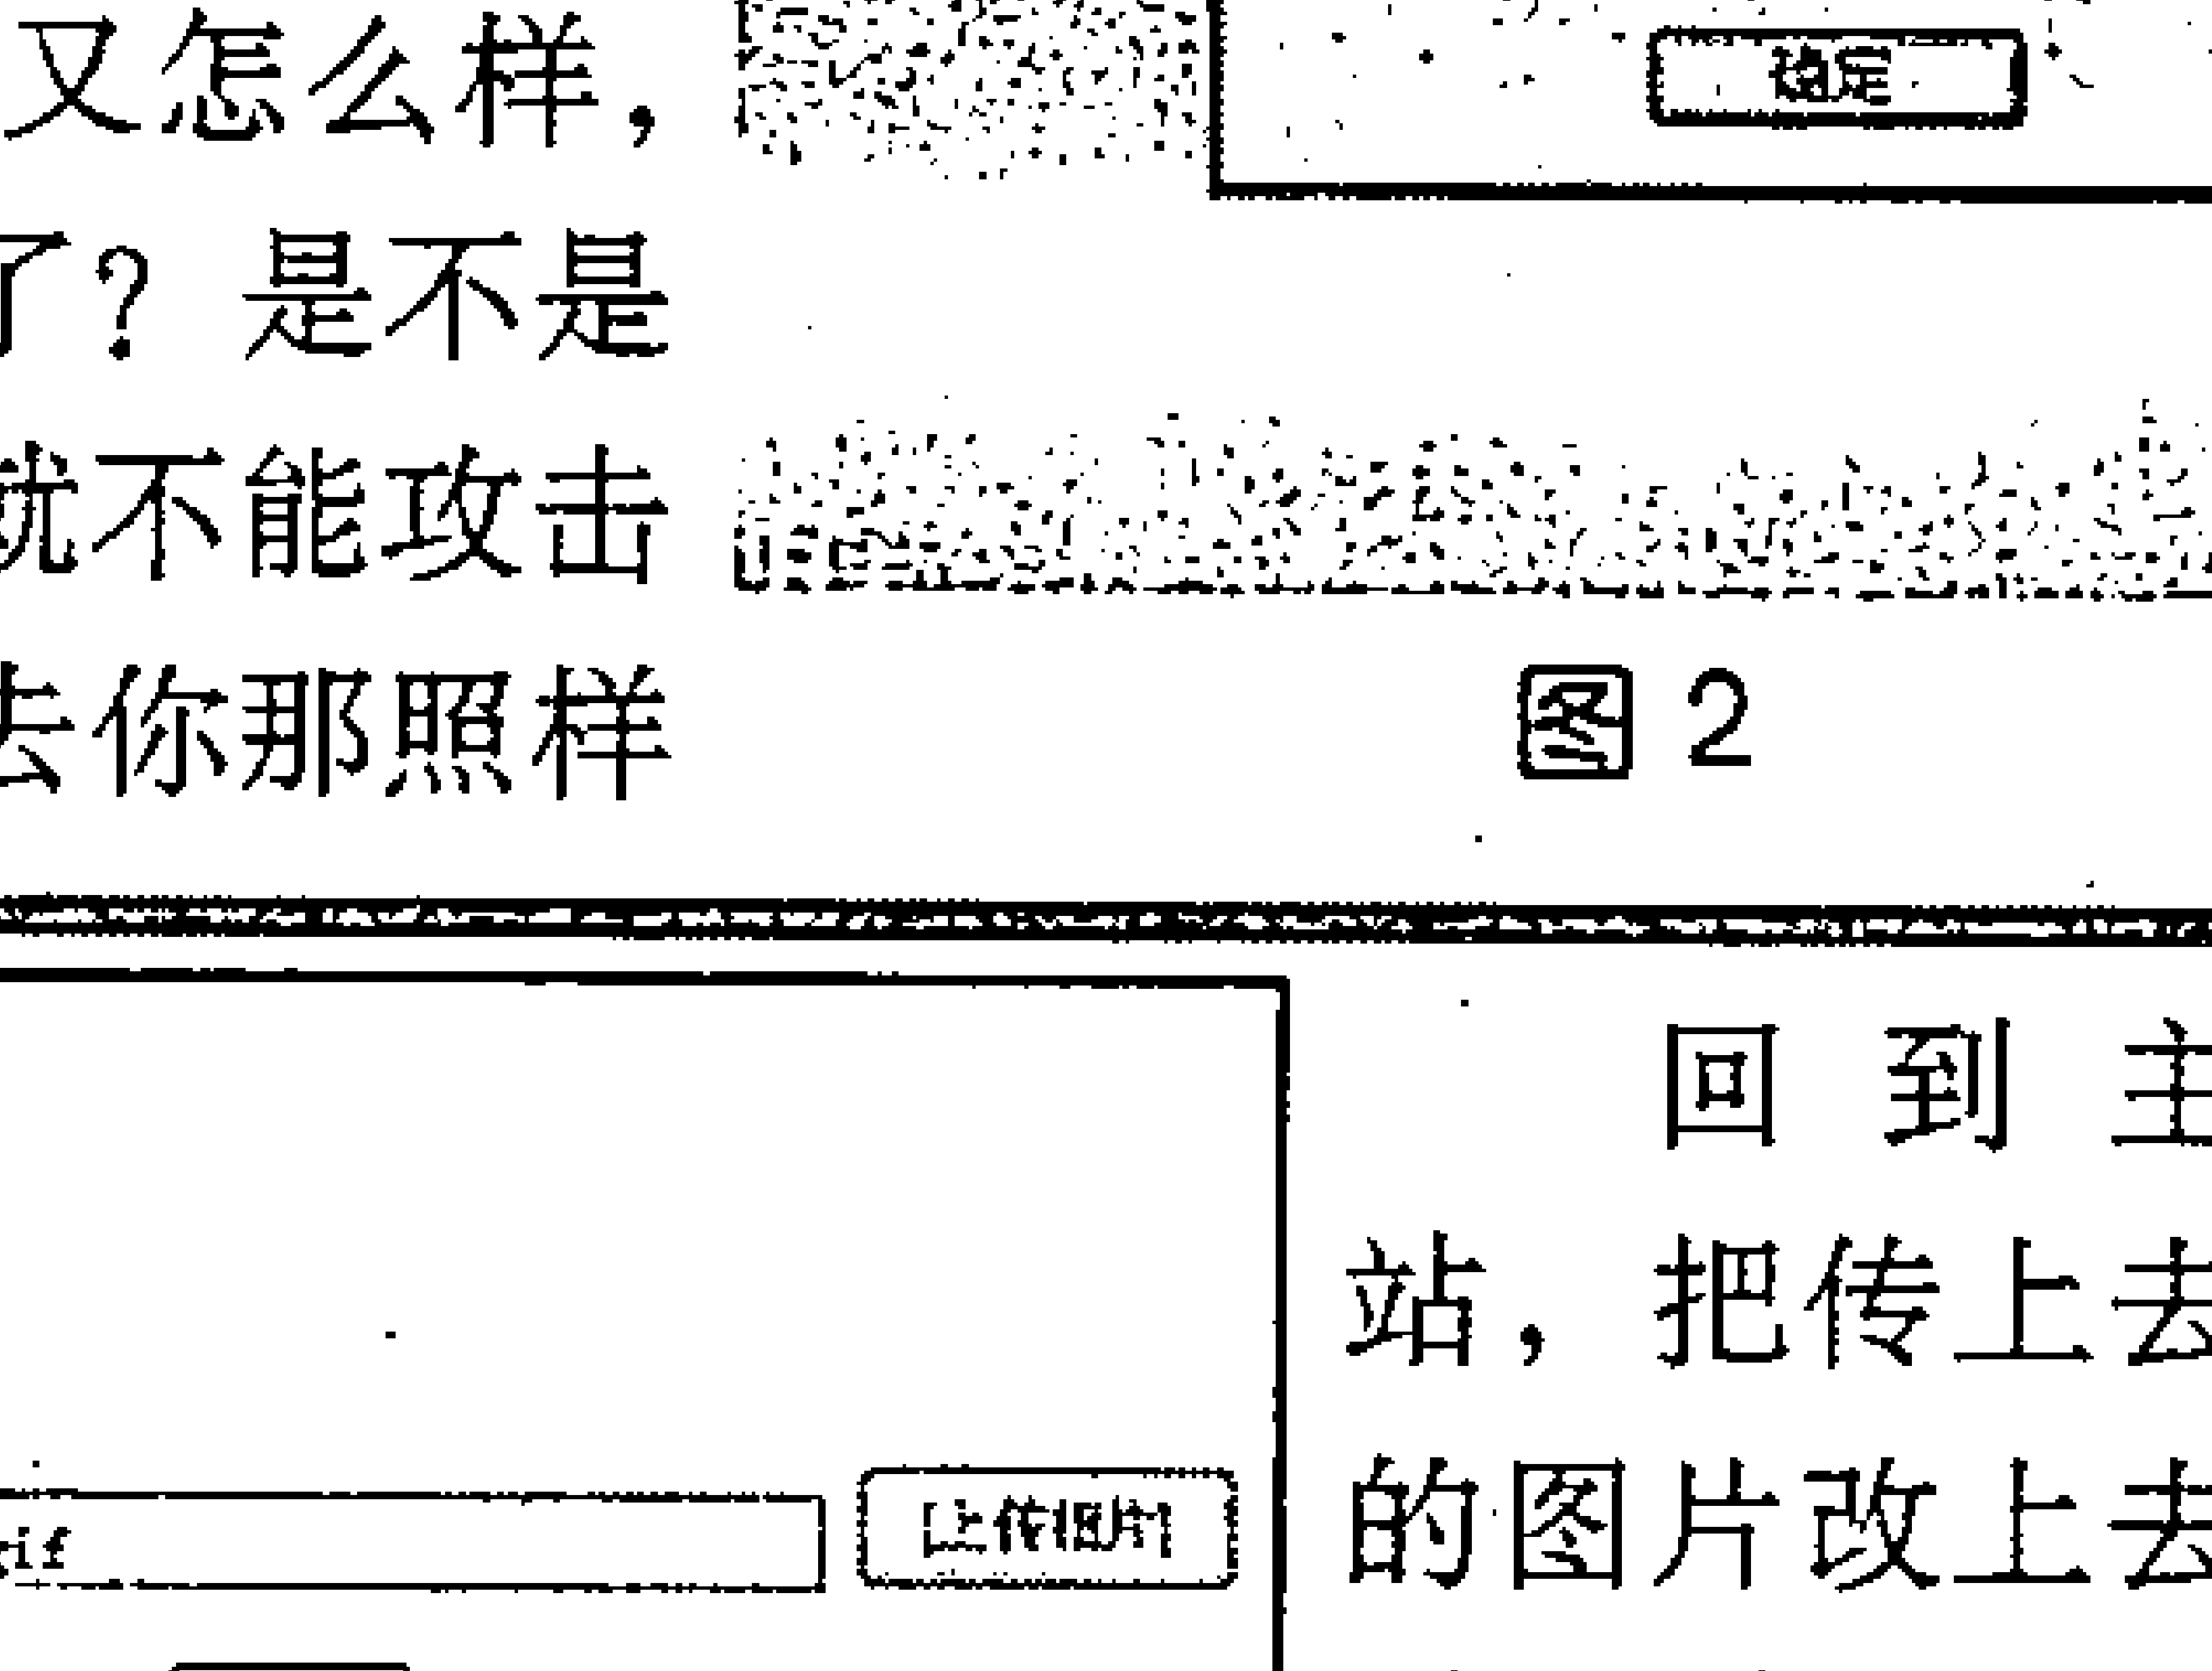 又怎么样，
确定
了？是不是
就不能攻击
去你那照样
图 2
回到主
站，把传上去
的图片改上去
gif
[上传图片]